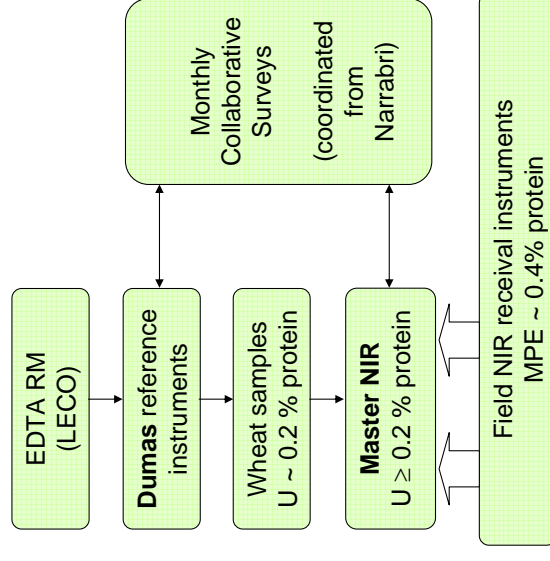 EDTA RM
(LECO)
Dumas reference
instruments
Wheat samples
U ~ 0.2 % protein
Master NIR
U ≥ 0.2 % protein
Monthly
Collaborative
Surveys
(coordinated
from
Narrabri)
Field NIR receival instruments
MPE ~ 0.4% protein